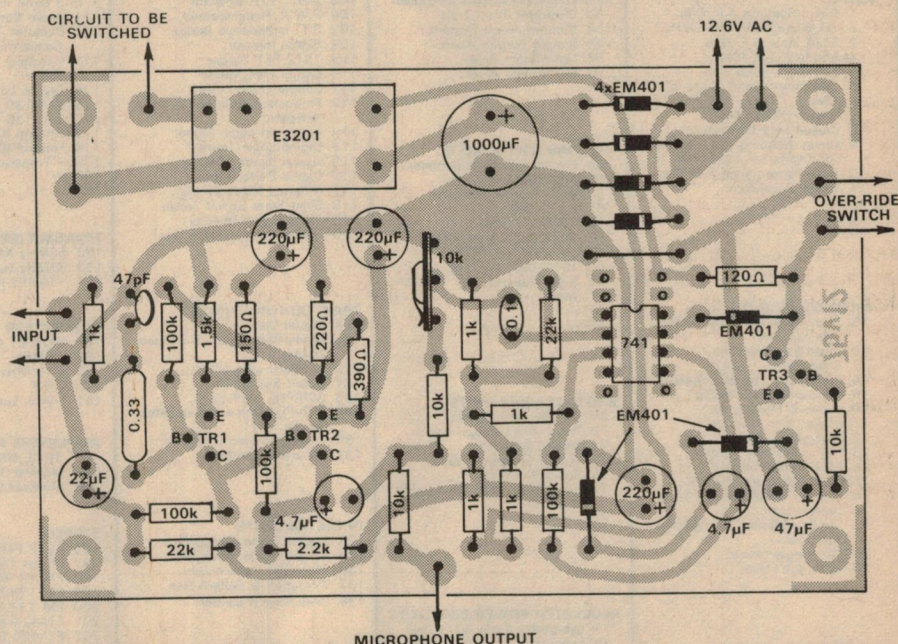 CIRCUIT TO BE
SWITCHED
12.6V AC
4xEM401
E3201
+
1000µF
OVER-RIDE
SWITCH
220µF
+
220µF
+
10k
120Ω
47pF
INPUT
1k
100k
1.5k
150Ω
220Ω
390Ω
1k
0.1
22k
741
EM401
75vl2
C
TR3
B
E
0.33
E
B
TR1
C
E
B
TR2
C
10k
1k
EM401
10k
22µF
+
100k
100k
22k
4.7µF
+
2.2k
10k
1k
1k
100k
220µF
+
4.7µF
+
47µF
+
MICROPHONE OUTPUT